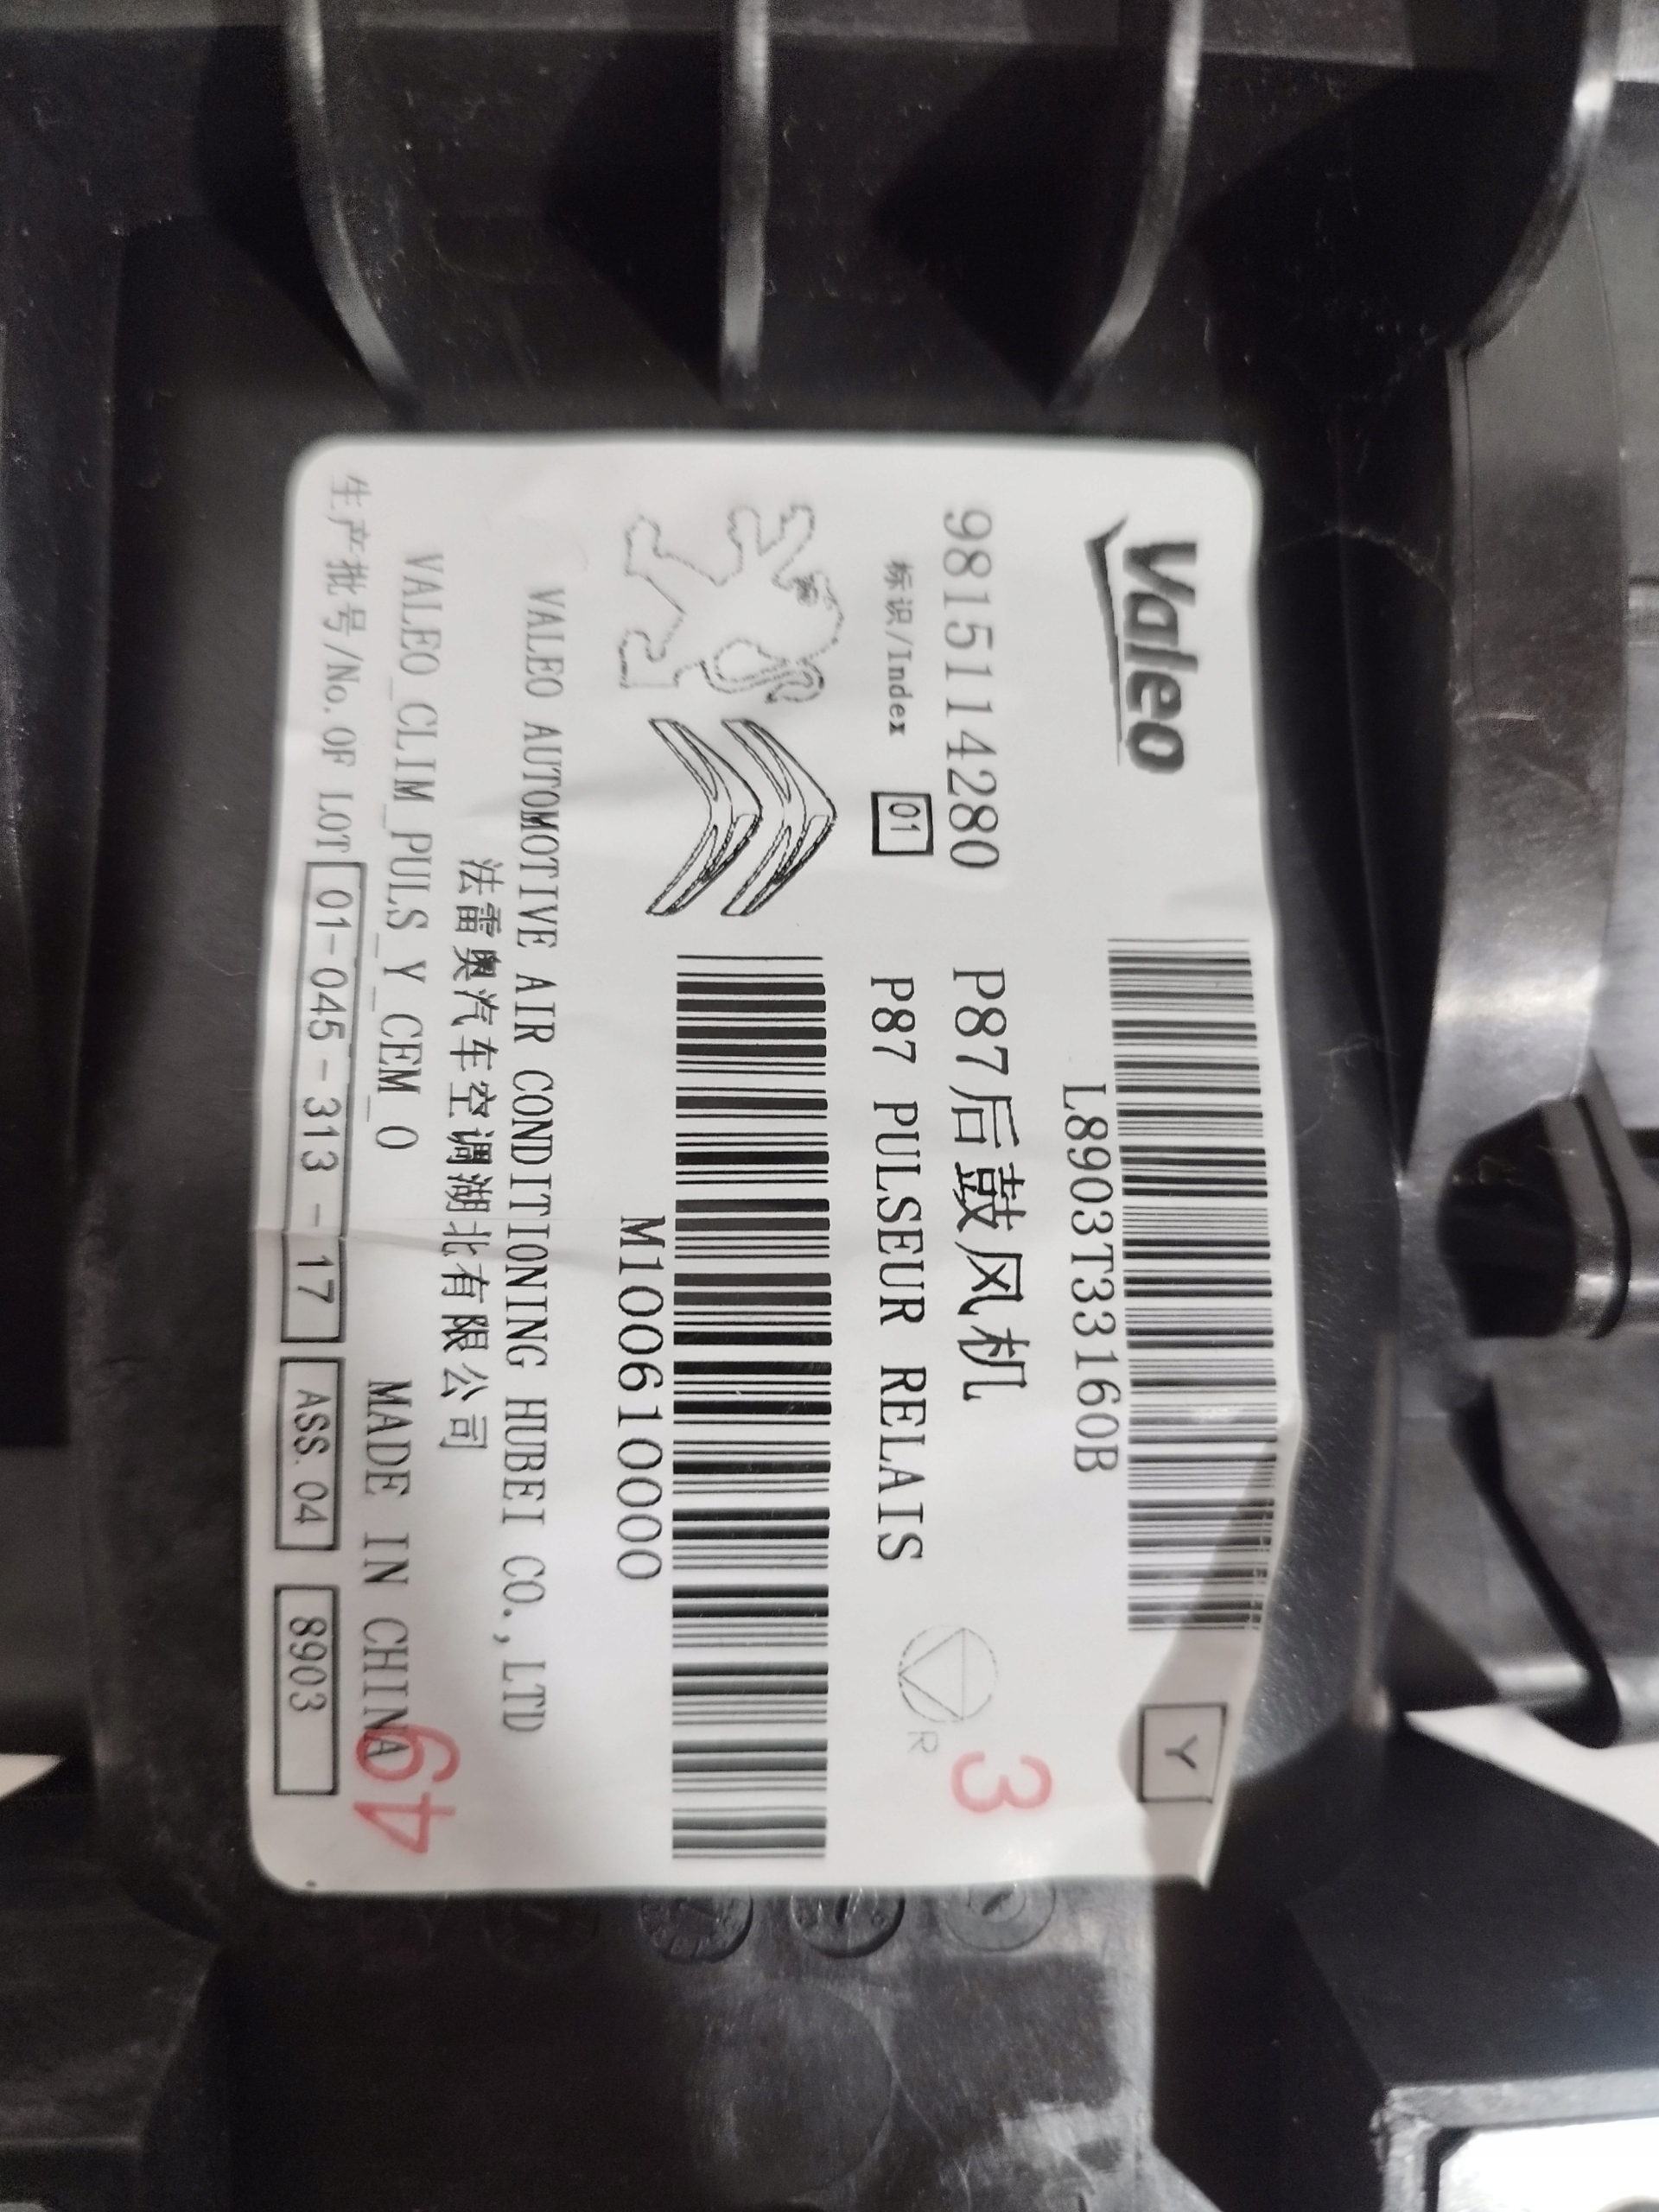 Valeo
Y
L8903T33160B
9815114280 P87后鼓风机
标识/Index 01 P87 PULSEUR RELAIS
R
3
M100610000
VALEO AUTOMOTIVE AIR CONDITIONING HUBEI CO.,LTD
法雷奥汽车空调湖北有限公司
VALEO_CLIM_PULS_Y_CEM_O MADE IN CHINA
49
生产批号/No.OF LOT 01-045-313-17 ASS.04 8903